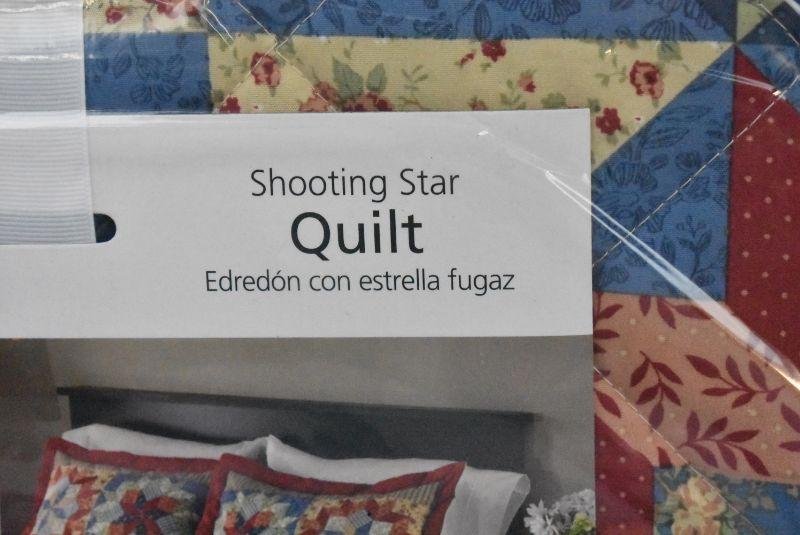 Shooting Star
Quilt
Edredón con estrella fugaz